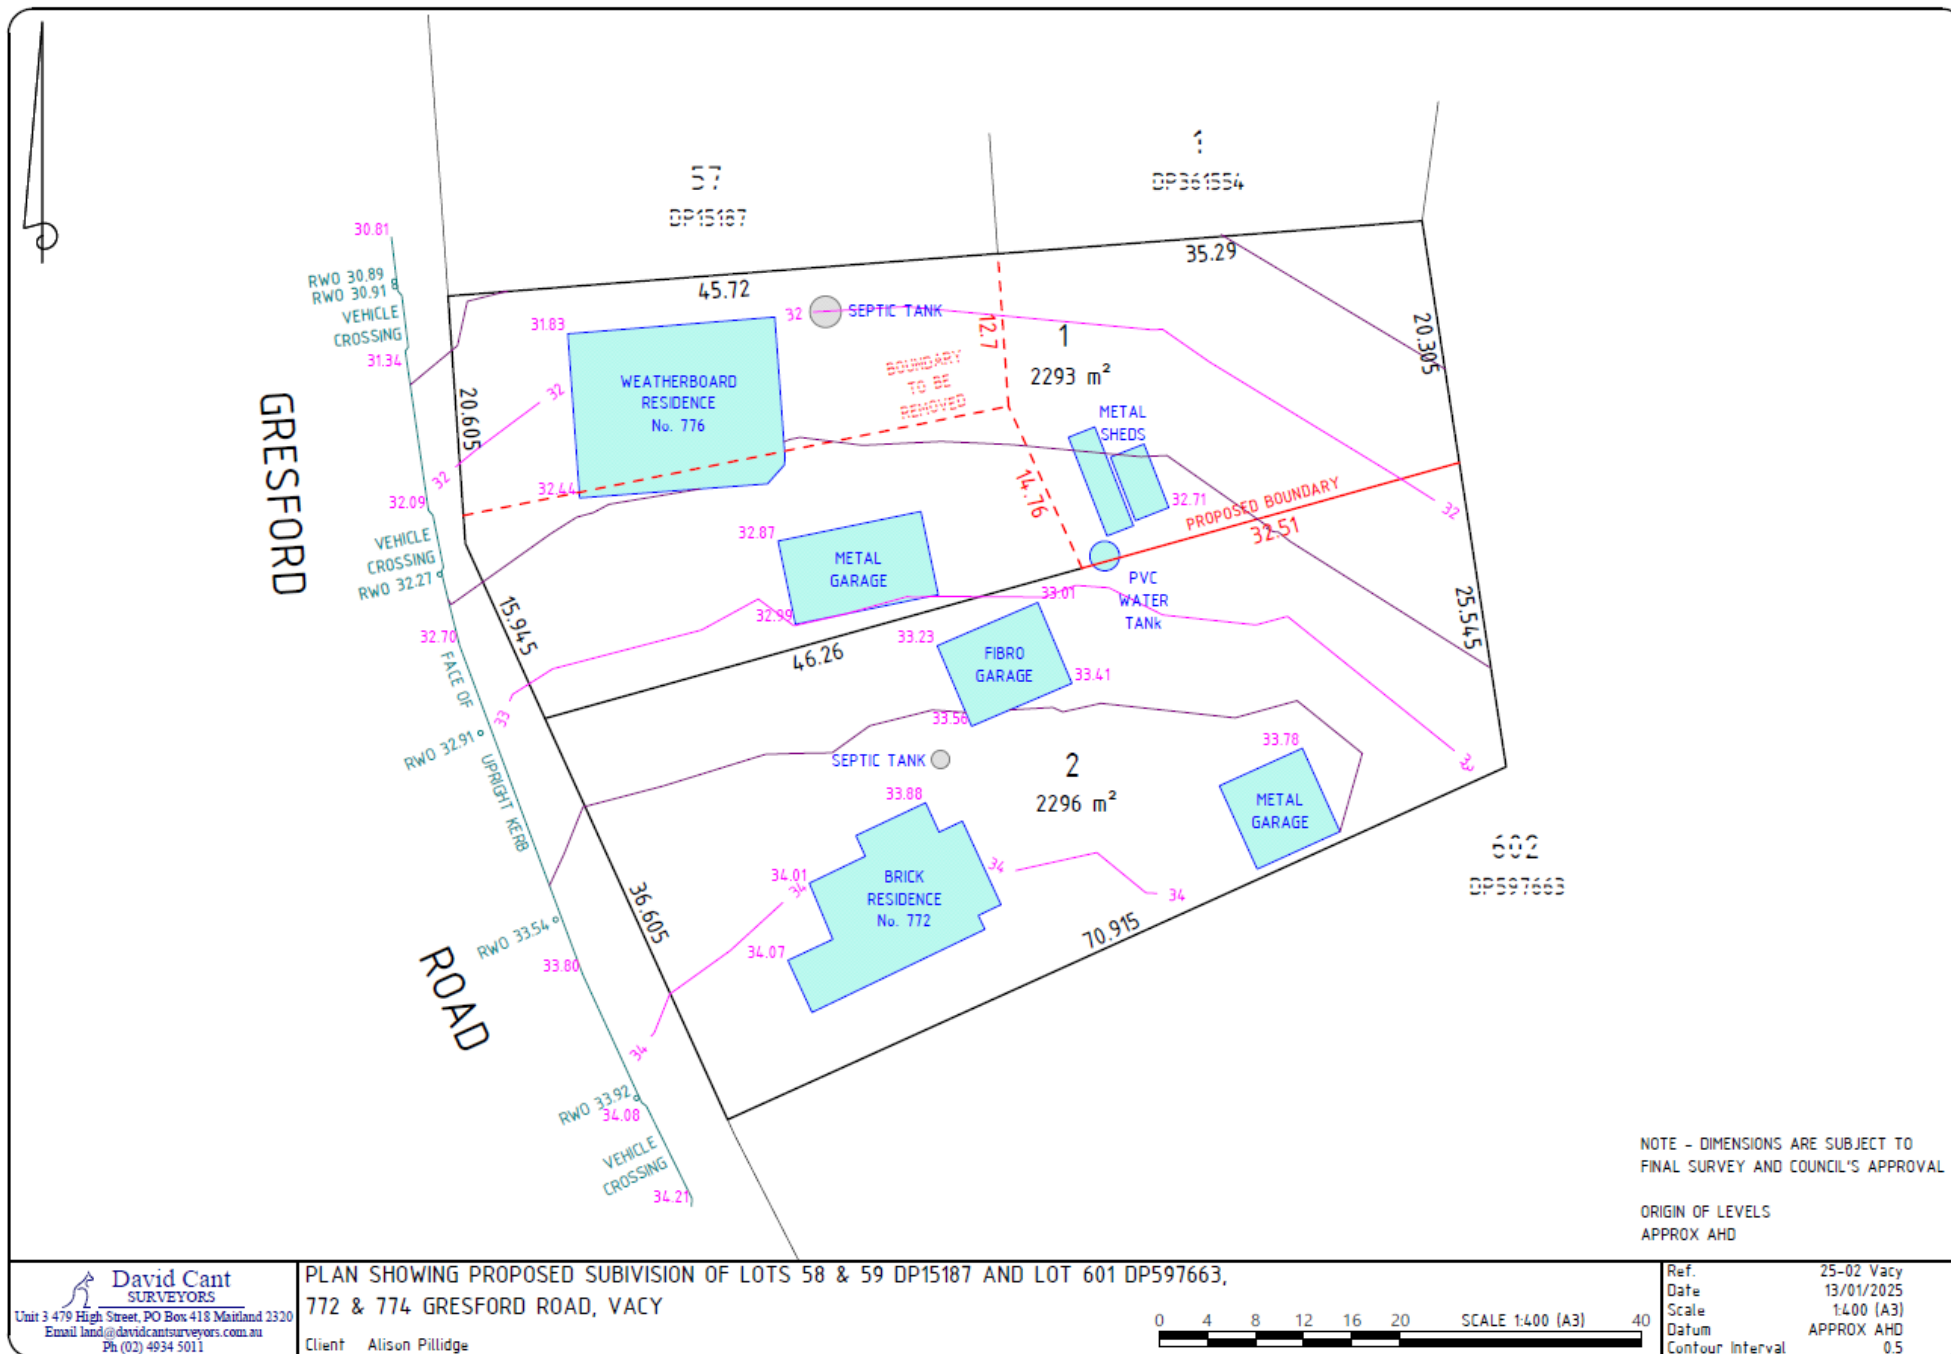 57
DP15187
1
DP361554
30.81
RWO 30.89
RWO 30.91
VEHICLE
CROSSING
31.34
31.83
45.72
32
SEPTIC TANK
35.29
12.7
1
2293 m²
20.305
BOUNDARY
TO BE
REMOVED
WEATHERBOARD
RESIDENCE
No. 776
32
20.605
32
METAL
SHEDS
GRESFORD
32.09
32.44
14.76
32.71
32
PROPOSED BOUNDARY
32.51
VEHICLE
CROSSING
RWO 32.27
32.87
METAL
GARAGE
32.99
33.01
PVC
WATER
TANK
25.545
15.945
32.70
33.23
46.26
FIBRO
GARAGE
33.41
FACE OF
33
33.56
RWO 32.91
UPRIGHT KERB
SEPTIC TANK
2
2296 m²
33.78
33
METAL
GARAGE
33.88
602
DP597663
34.01
34
BRICK
RESIDENCE
No. 772
34
34
36.605
34.07
70.915
RWO 33.54
33.80
ROAD
34
RWO 33.92
34.08
VEHICLE
CROSSING
34.21
NOTE - DIMENSIONS ARE SUBJECT TO
FINAL SURVEY AND COUNCIL'S APPROVAL
ORIGIN OF LEVELS
APPROX AHD
David Cant
SURVEYORS
Unit 3 479 High Street, PO Box 418 Maitland 2320
Email land@davidcantsurveyors.com.au
Ph (02) 4934 5011
PLAN SHOWING PROPOSED SUBIVISION OF LOTS 58 & 59 DP15187 AND LOT 601 DP597663,
772 & 774 GRESFORD ROAD, VACY
Client Alison Pillidge
0 4 8 12 16 20 SCALE 1:400 (A3) 40
Ref. 25-02 Vacy
Date 13/01/2025
Scale 1:400 (A3)
Datum APPROX AHD
Contour Interval 0.5